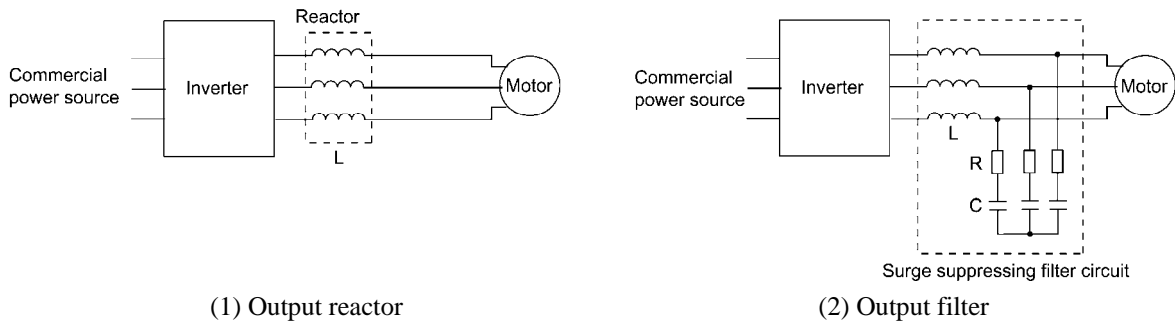 Reactor
Commercial
power source
Inverter
Motor
L
(1) Output reactor
Commercial
power source
Inverter
Motor
L
R
C
Surge suppressing filter circuit
(2) Output filter